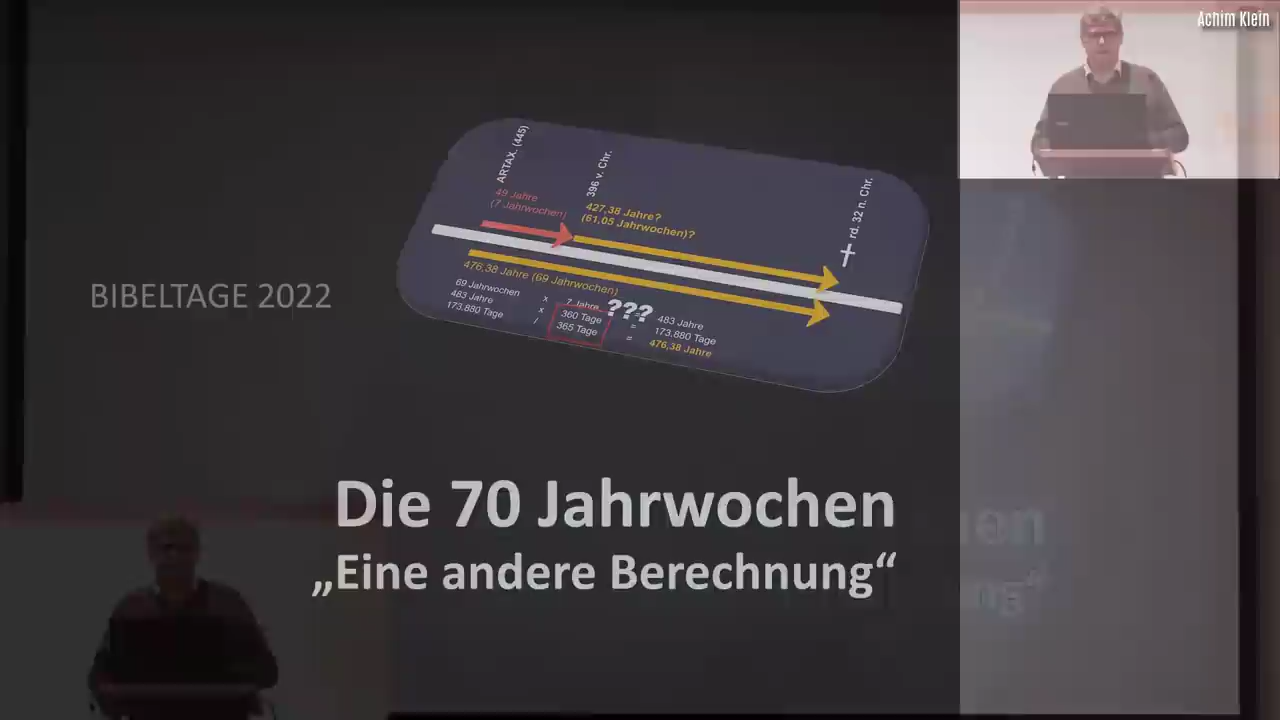 Achim Klein
ARTAX. (445)
396 v. Chr.
rd. 32 n. Chr.
49 Jahre
(7 Jahrwochen)
427,38 Jahre?
(61,05 Jahrwochen)?
476,38 Jahre (69 Jahrwochen)
69 Jahrwochen x 7 Jahre = 483 Jahre
483 Jahre x 360 Tage = 173.880 Tage
173.880 Tage / 365 Tage = 476,38 Jahre
???
BIBELTAGE 2022
Die 70 Jahrwochen
„Eine andere Berechnung“
en
ng“